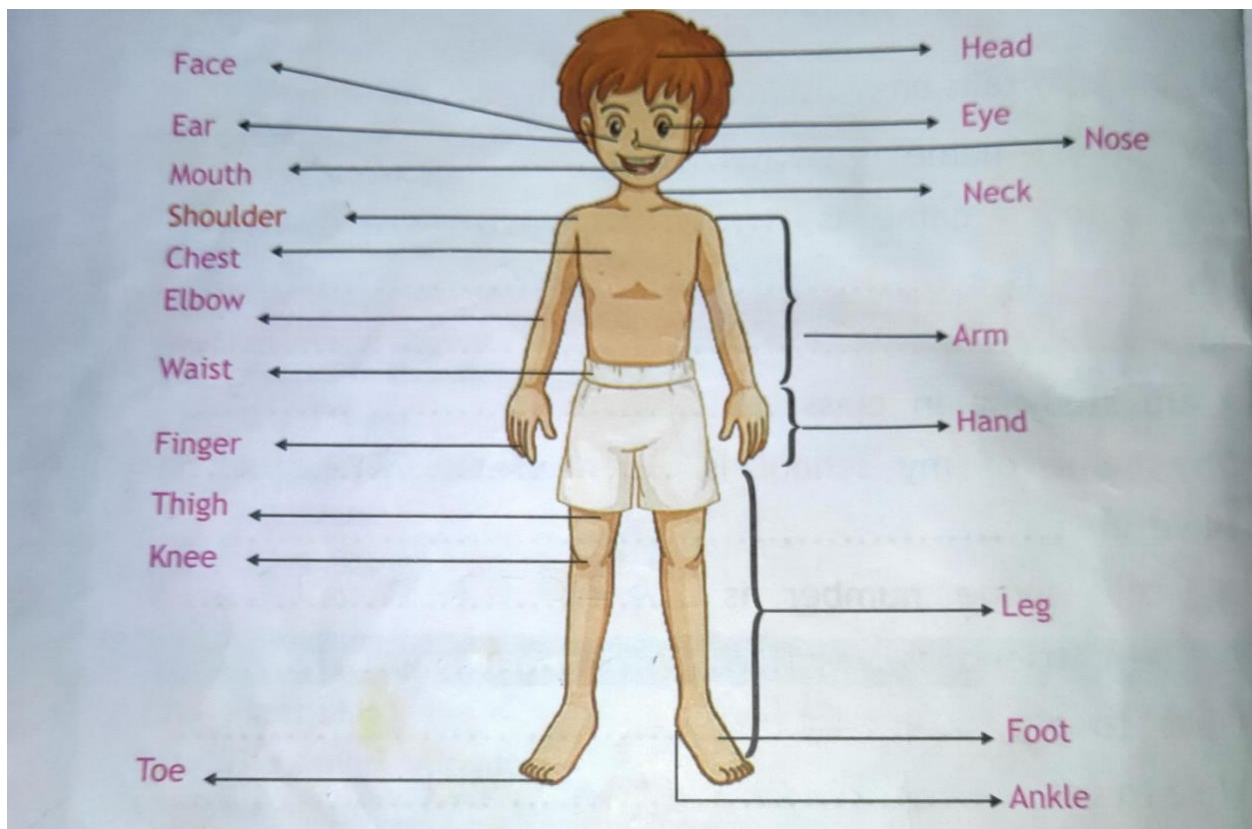 Face
Ear
Mouth
Shoulder
Chest
Elbow
Waist
Finger
Thigh
Knee
Toe
Head
Eye
Nose
Neck
Arm
Hand
Leg
Foot
Ankle